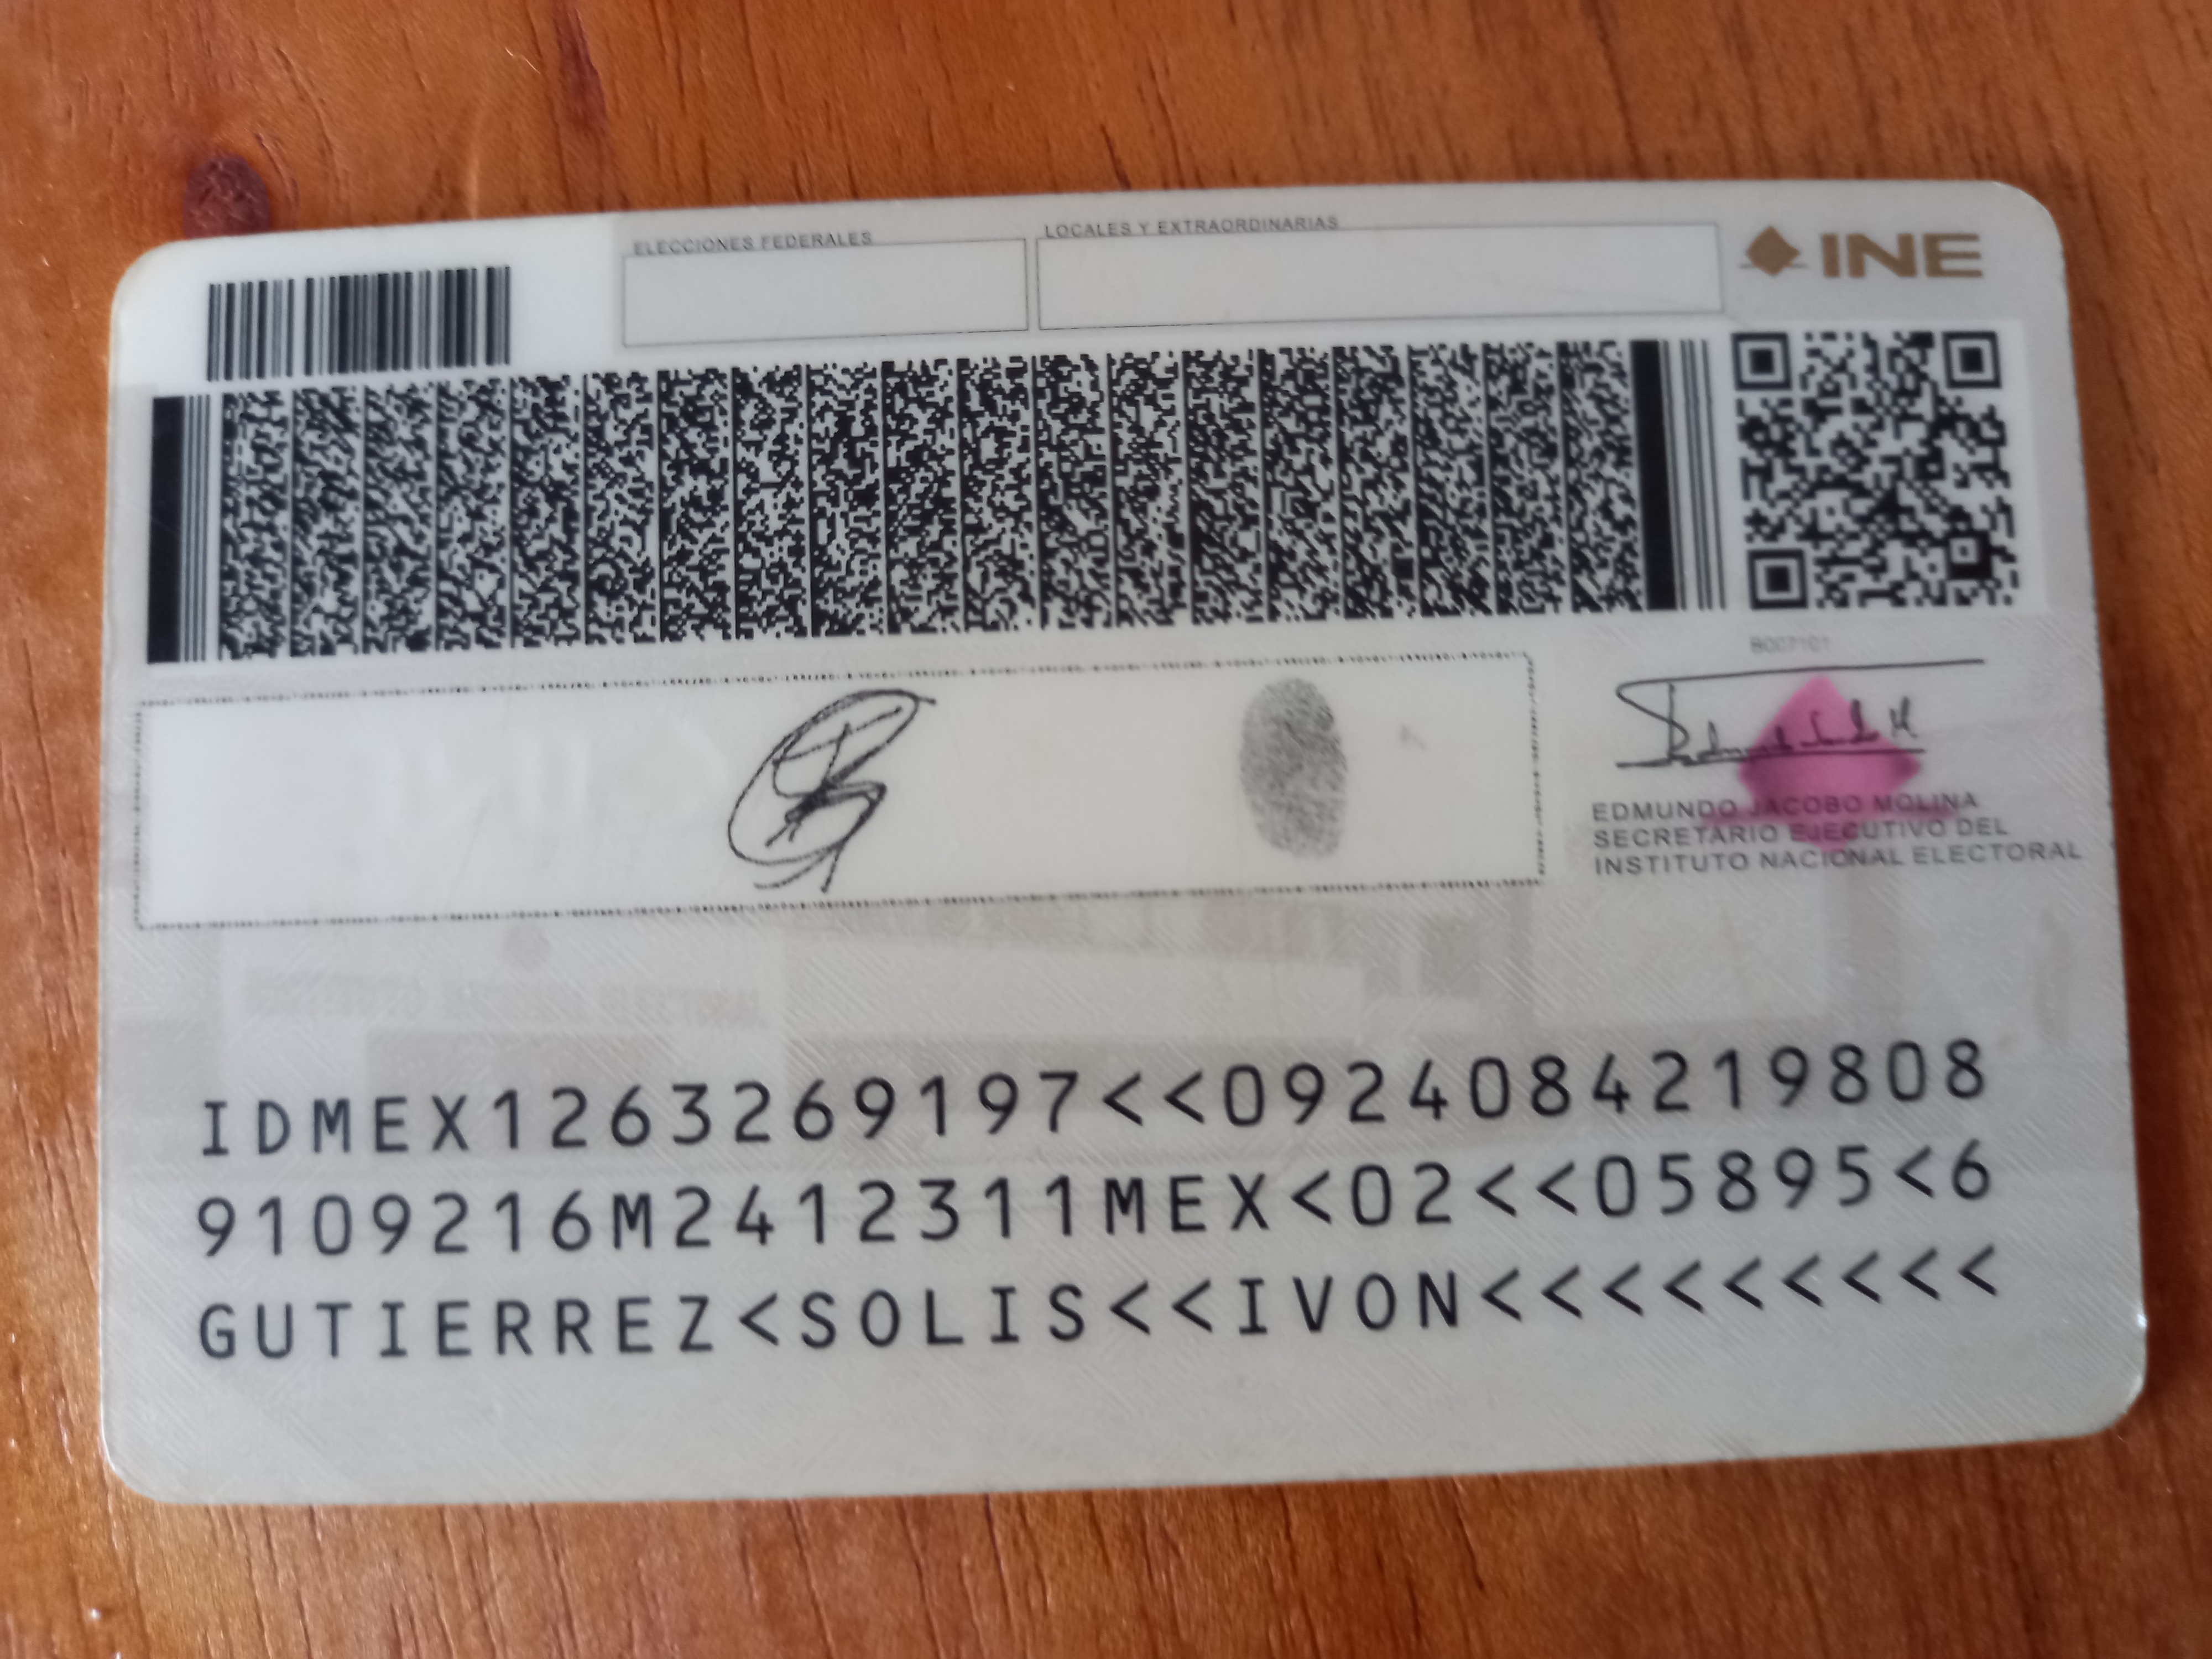 ELECCIONES FEDERALES
LOCALES Y EXTRAORDINARIAS
INE
EDMUNDO JACOBO MOLINA
SECRETARIO EJECUTIVO DEL
INSTITUTO NACIONAL ELECTORAL
IDMEX1263269197<<0924084219808
9109216M2412311MEX<02<<05895<6
GUTIERREZ<SOLIS<<IVON<<<<<<<<<